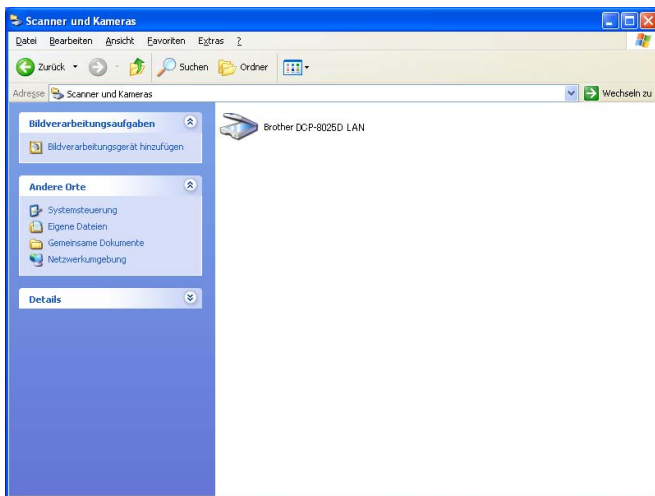 Scanner und Kameras
Datei Bearbeiten Ansicht Favoriten Extras ?
Zurück Suchen Ordner
Adresse Scanner und Kameras Wechseln zu
Bildverarbeitungsaufgaben
Bildverarbeitungsgerät hinzufügen
Andere Orte
Systemsteuerung
Eigene Dateien
Gemeinsame Dokumente
Netzwerkumgebung
Details
Brother DCP-8025D LAN